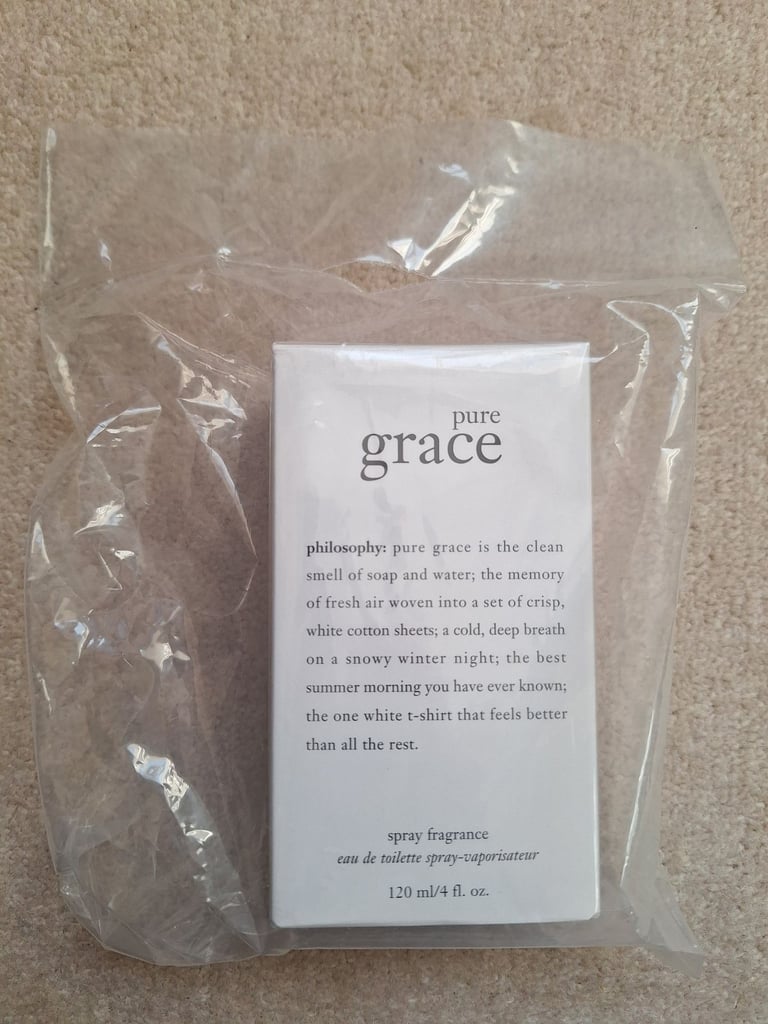 pure
grace
philosophy: pure grace is the clean
smell of soap and water; the memory
of fresh air woven into a set of crisp,
white cotton sheets; a cold, deep breath
on a snowy winter night; the best
summer morning you have ever known;
the one white t-shirt that feels better
than all the rest.
spray fragrance
eau de toilette spray-vaporisateur
120 ml/4 fl. oz.